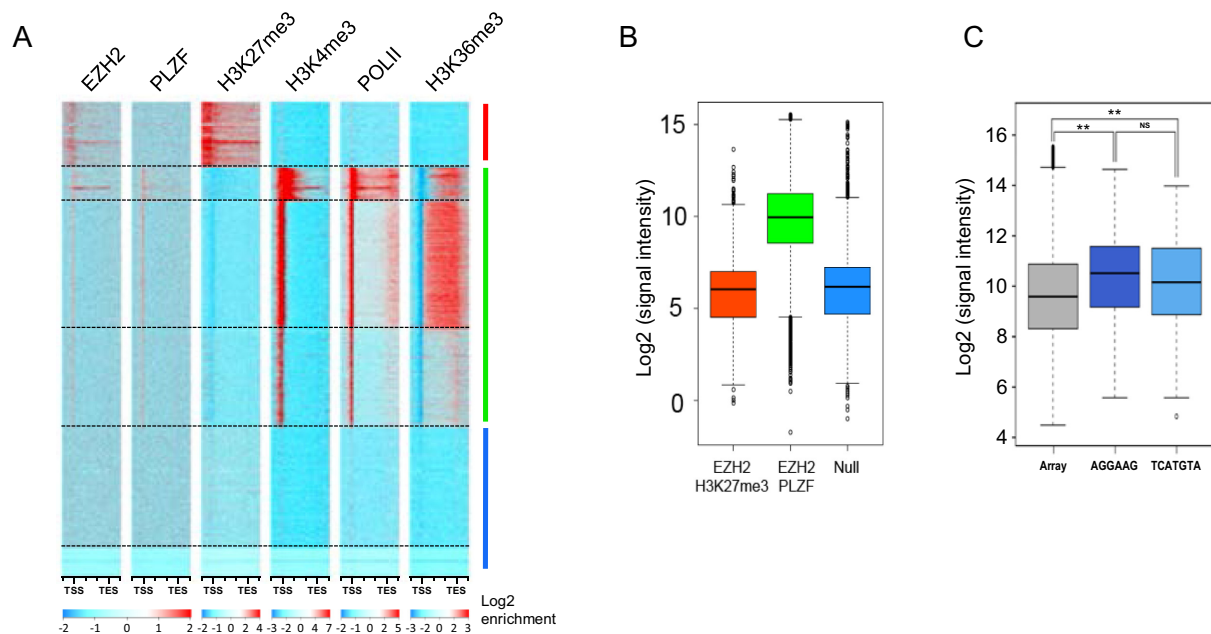 A
EZH2 PLZF H3K27me3 H3K4me3 POLII H3K36me3
TSS TES TSS TES TSS TES TSS TES TSS TES TSS TES
-2 -1 0 1 2 -2 -1 0 2 4 -3 -2 0 4 7 -2 -1 0 2 5 -3 -2 0 2 3
Log2
enrichment
B
Log2 (signal intensity)
15
10
5
0
EZH2
H3K27me3
EZH2
PLZF
Null
C
Log2 (signal intensity)
**
**
NS
16
14
12
10
8
6
4
Array AGGAAG TCATGTA